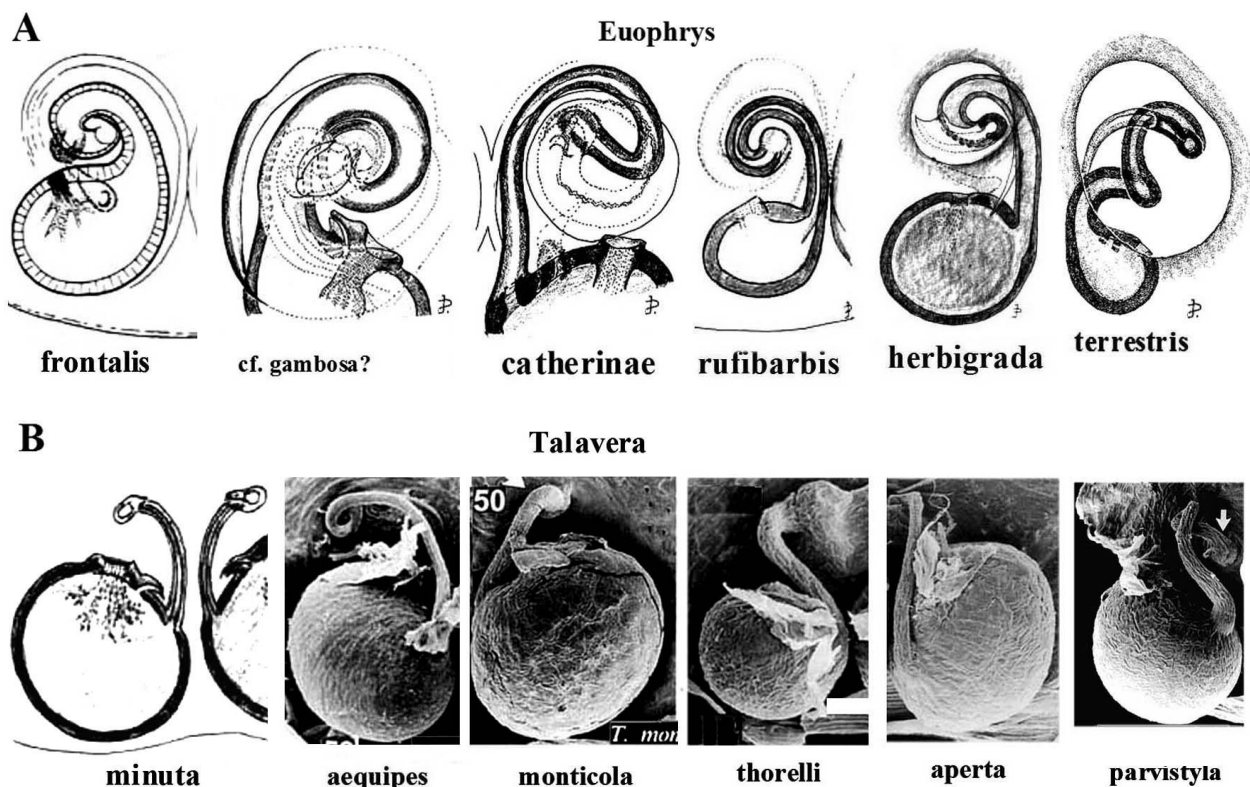 A
Euophrys
frontalis
cf. gambosa?
catherinae
rufibarbis
herbigrada
terrestris
B
Talavera
50
T. mon
minuta
aequipes
monticola
thorelli
aperta
parvistyla